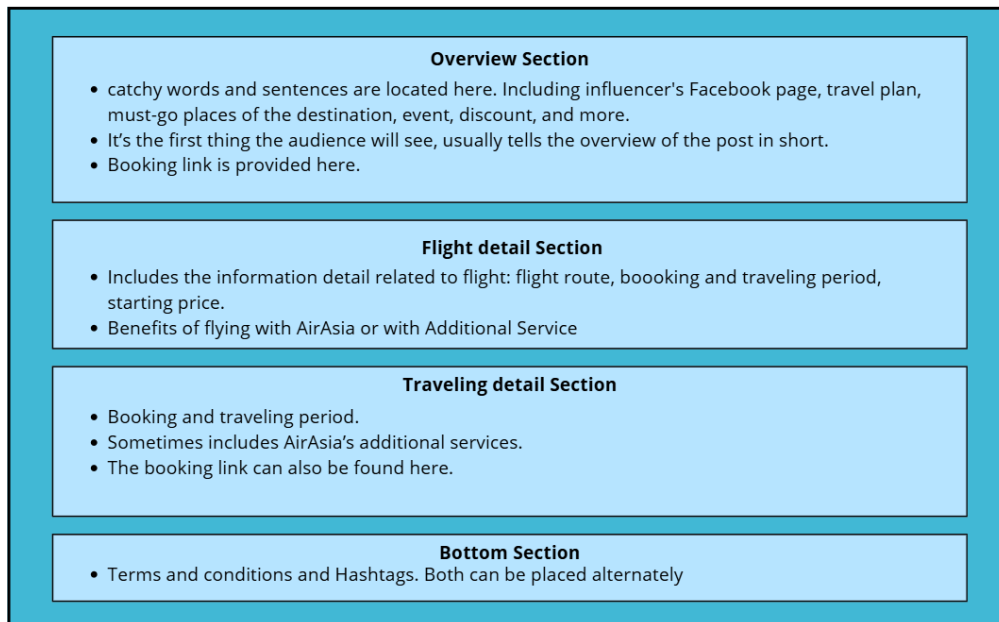 Overview Section
• catchy words and sentences are located here. Including influencer's Facebook page, travel plan,
must-go places of the destination, event, discount, and more.
• It’s the first thing the audience will see, usually tells the overview of the post in short.
• Booking link is provided here.
Flight detail Section
• Includes the information detail related to flight: flight route, boooking and traveling period,
starting price.
• Benefits of flying with AirAsia or with Additional Service
Traveling detail Section
• Booking and traveling period.
• Sometimes includes AirAsia’s additional services.
• The booking link can also be found here.
Bottom Section
• Terms and conditions and Hashtags. Both can be placed alternately